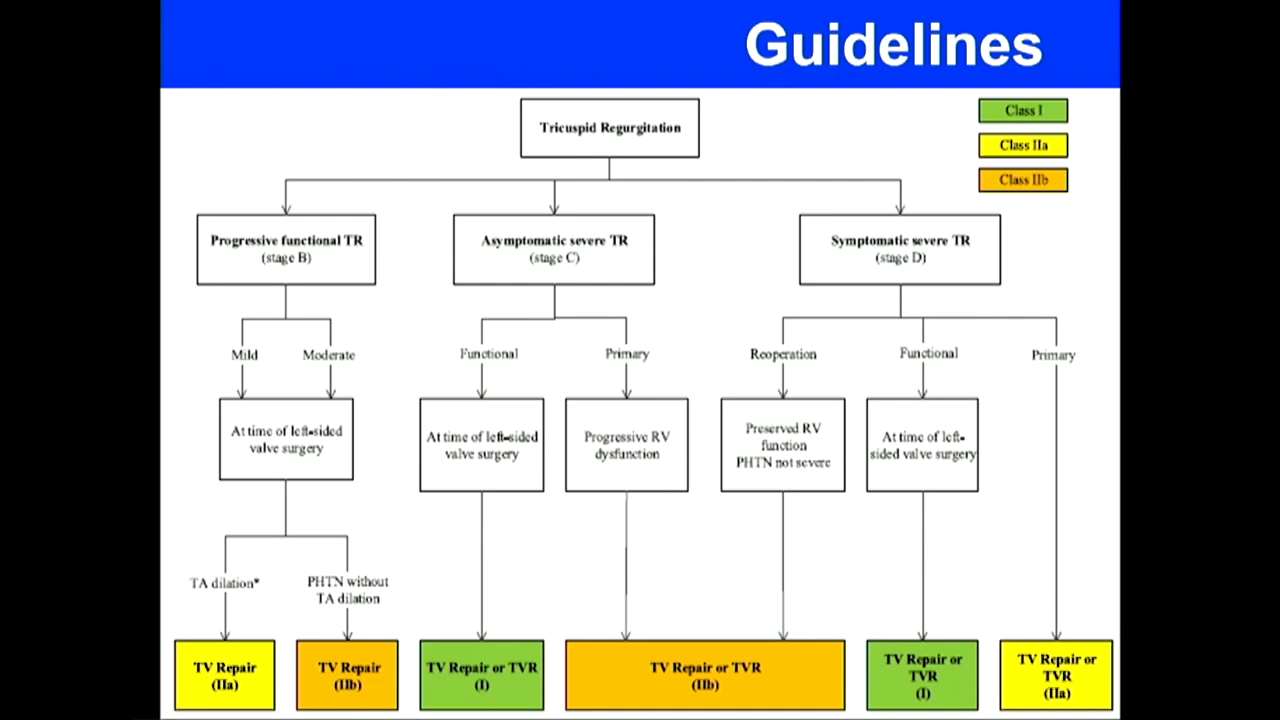 Guidelines
Class I
Class IIa
Class IIb
Tricuspid Regurgitation
Progressive functional TR
(stage B)
Asymptomatic severe TR
(stage C)
Symptomatic severe TR
(stage D)
Mild
Moderate
Functional
Primary
Reoperation
Functional
Primary
At time of left-sided
valve surgery
At time of left-sided
valve surgery
Progressive RV
dysfunction
Preserved RV
function
PHTN not severe
At time of left-
sided valve surgery
TA dilation*
PHTN without
TA dilation
TV Repair
(IIa)
TV Repair
(IIb)
TV Repair or TVR
(I)
TV Repair or TVR
(IIb)
TV Repair or
TVR
(I)
TV Repair or
TVR
(IIa)